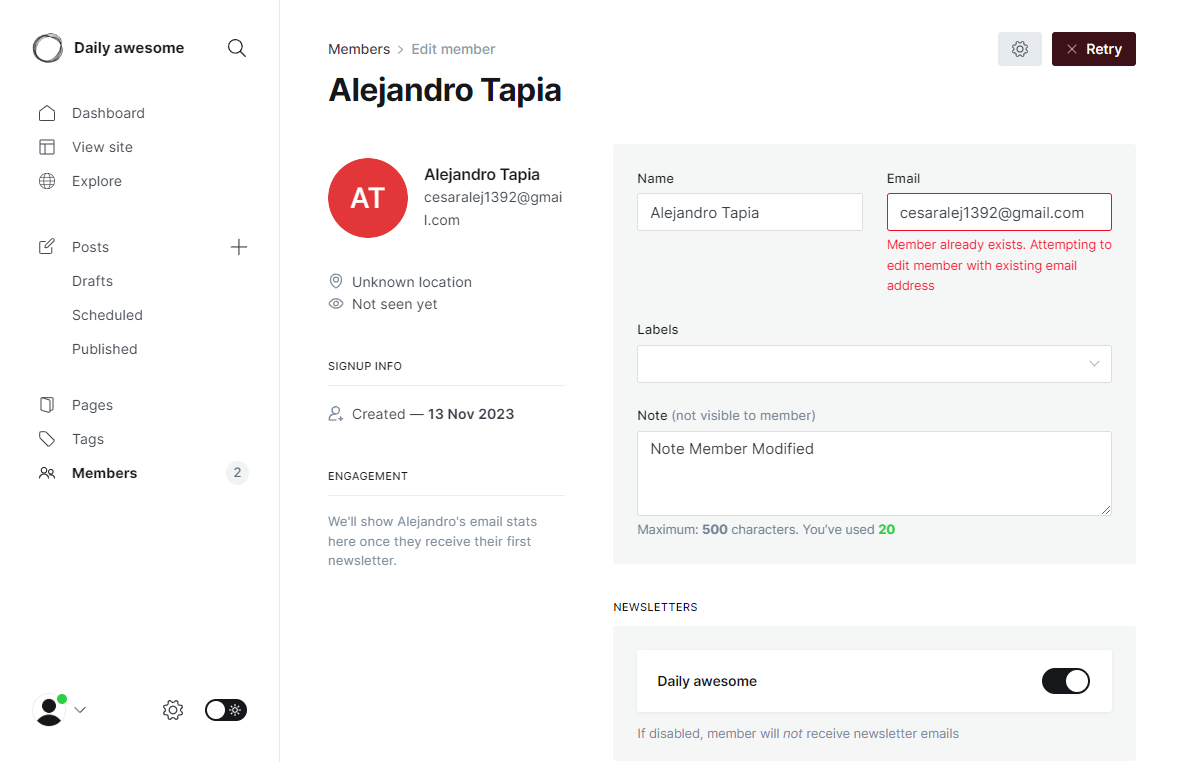 Daily awesome
Dashboard
View site
Explore
Posts
Drafts
Scheduled
Published
Pages
Tags
Members 2
Members > Edit member
Retry
Alejandro Tapia
AT
Alejandro Tapia
cesaralej1392@gmai
l.com
Unknown location
Not seen yet
SIGNUP INFO
Created — 13 Nov 2023
ENGAGEMENT
We'll show Alejandro's email stats
here once they receive their first
newsletter.
Name
Alejandro Tapia
Email
cesaralej1392@gmail.com
Member already exists. Attempting to
edit member with existing email
address
Labels
Note (not visible to member)
Note Member Modified
Maximum: 500 characters. You've used 20
NEWSLETTERS
Daily awesome
If disabled, member will not receive newsletter emails